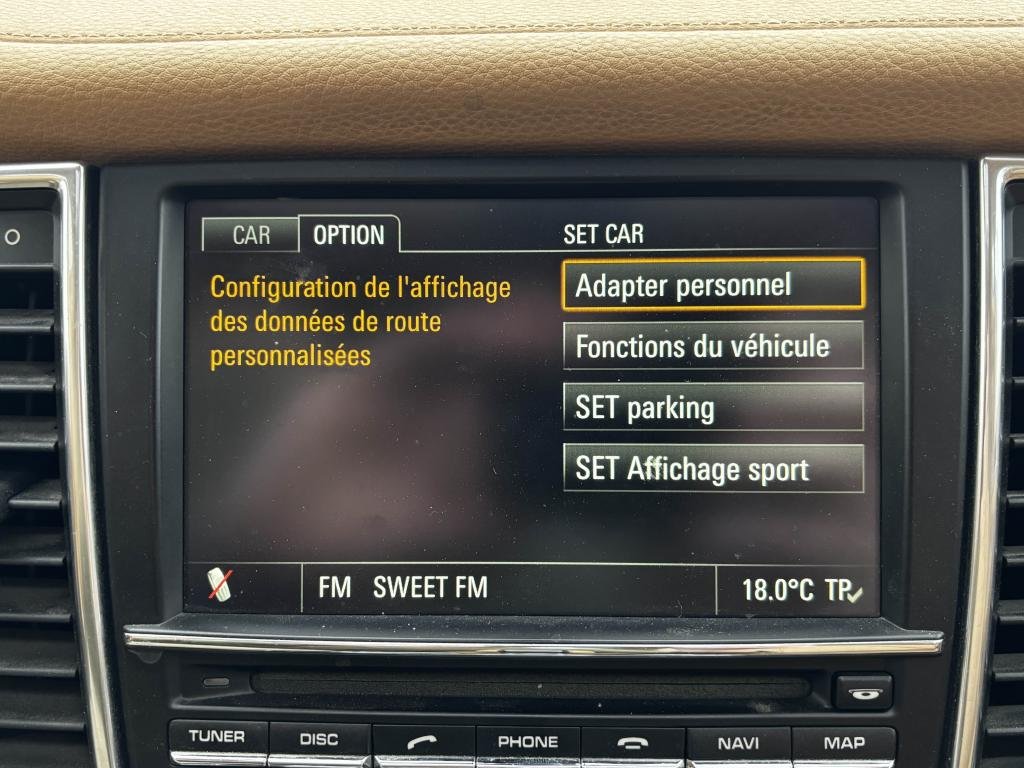 CAR OPTION SET CAR
Configuration de l'affichage
des données de route
personnalisées
Adapter personnel
Fonctions du véhicule
SET parking
SET Affichage sport
FM SWEET FM
18.0°C TP
TUNER DISC PHONE NAVI MAP